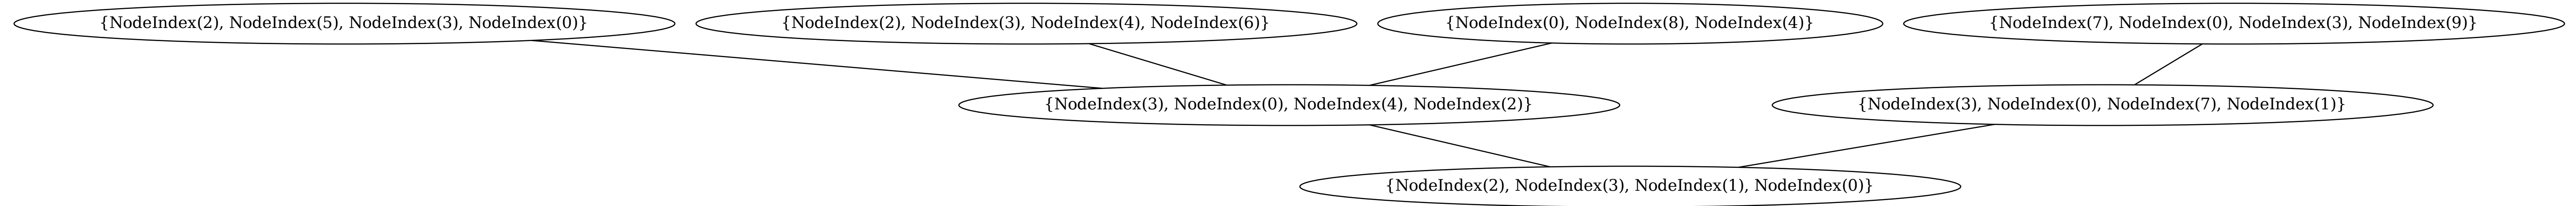 {NodeIndex(2), NodeIndex(5), NodeIndex(3), NodeIndex(0)}
{NodeIndex(2), NodeIndex(3), NodeIndex(4), NodeIndex(6)}
{NodeIndex(0), NodeIndex(8), NodeIndex(4)}
{NodeIndex(7), NodeIndex(0), NodeIndex(3), NodeIndex(9)}
{NodeIndex(3), NodeIndex(0), NodeIndex(4), NodeIndex(2)}
{NodeIndex(3), NodeIndex(0), NodeIndex(7), NodeIndex(1)}
{NodeIndex(2), NodeIndex(3), NodeIndex(1), NodeIndex(0)}